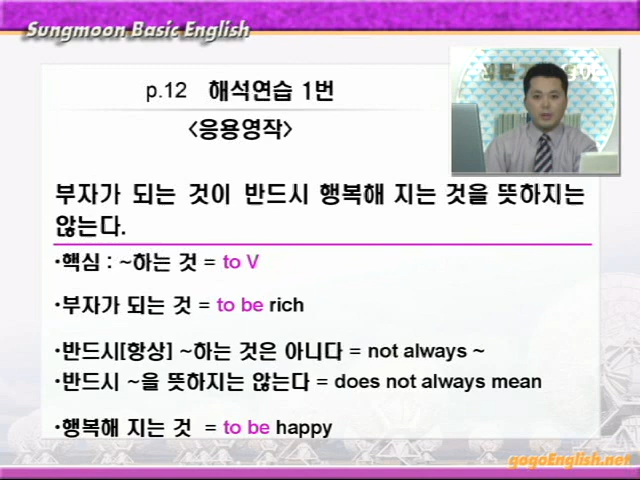 Sungmoon Basic English
p.12 해석연습 1번
<응용영작>
부자가 되는 것이 반드시 행복해 지는 것을 뜻하지는
않는다.
·핵심 : ~하는 것 = to V
·부자가 되는 것 = to be rich
·반드시[항상] ~하는 것은 아니다 = not always ~
·반드시 ~을 뜻하지는 않는다 = does not always mean
·행복해 지는 것 = to be happy
gogoEnglish.net